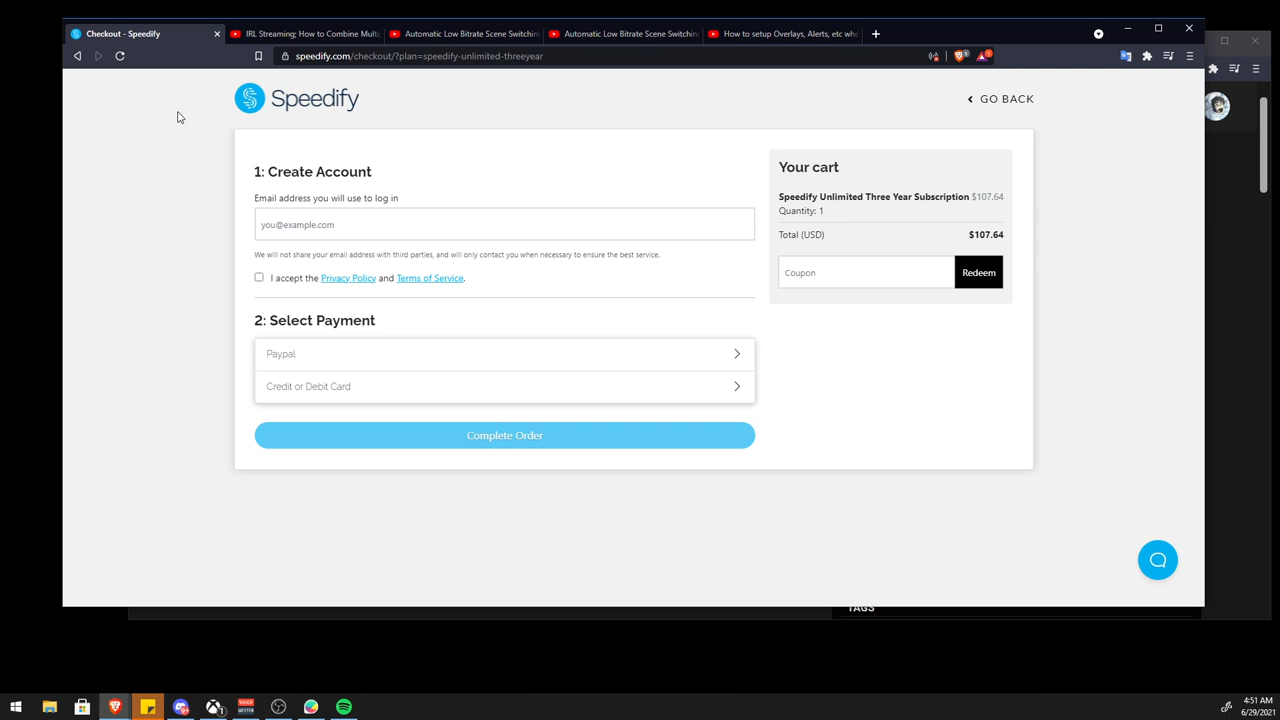 Checkout - Speedify
IRL Streaming; How to Combine Multi
Automatic Low Bitrate Scene Switchin
Automatic Low Bitrate Scene Switchin
How to setup Overlays, Alerts, etc whe
speedify.com/checkout/?plan=speedify-unlimited-threeyear
Speedify
GO BACK
1: Create Account
Email address you will use to log in
you@example.com
We will not share your email address with third parties, and will only contact you when necessary to ensure the best service.
I accept the Privacy Policy and Terms of Service.
2: Select Payment
Paypal
Credit or Debit Card
Complete Order
Your cart
Speedify Unlimited Three Year Subscription $107.64
Quantity: 1
Total (USD) $107.64
Coupon
Redeem
TAGS
VOICE
4:51 AM
6/29/2021